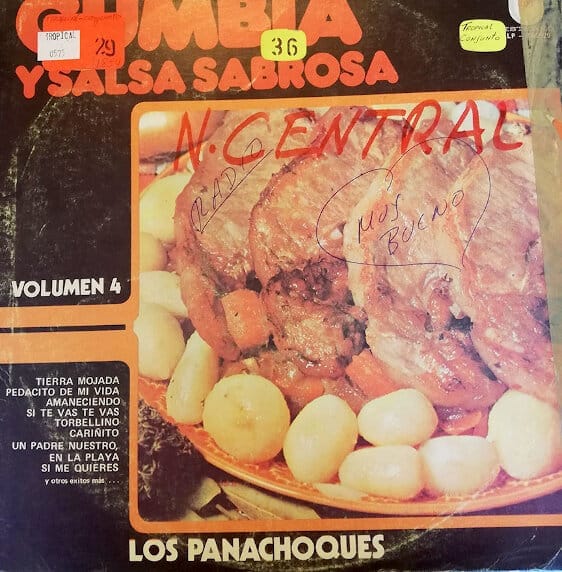 CUMBIA
Y SALSA SABROSA
TROPICAL
29
36
TROPICAL
CONJUNTO
LP
N. CENTRAL
RADIO
MUY
BUENO
VOLUMEN 4
TIERRA MOJADA
PEDACITO DE MI VIDA
AMANECIENDO
SI TE VAS TE VAS
TORBELLINO
CARIÑITO
UN PADRE NUESTRO,
EN LA PLAYA
SI ME QUIERES
y otros exitos más ...
LOS PANACHOQUES